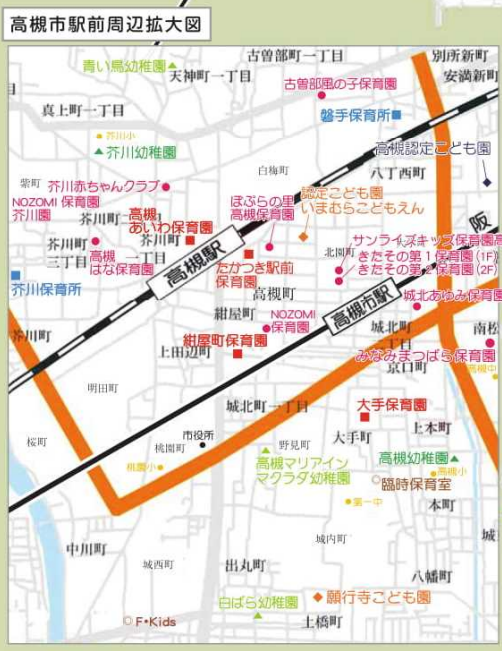 高槻市駅前周辺拡大図
古曽部町一丁目
別所新町
青い鳥幼稚園
天神町一丁目
安満新町
古曽部風の子保育園
真上町一丁目
磐手保育所
芥川小
芥川幼稚園
高槻認定こども園
白梅町
八丁西町
紫町
芥川赤ちゃんクラブ
NOZOMI 保育園
芥川園
ぽぷらの里
高槻保育園
認定こども園
いまむらこどもえん
芥川町二丁目
高槻
あいわ保育園
阪
芥川町
三丁目
高槻
はな保育園
芥川町
一丁目
高槻駅
北園町
サンライズキッズ保育園高
きたその第1保育園(1F)
きたその第2保育園(2F)
たかつき駅前
保育園
芥川保育所
高槻町
高槻市駅
城北あゆみ保育園
紺屋町
NOZOMI
保育園
城北町
二丁目
南松
芥川町
上田辺町
紺屋町保育園
みなみまつばら保育園
京口町
高槻中
明田町
城北町一丁目
大手保育園
桜町
市役所
大手町
上本町
桃園町
野見町
桃園小
高槻マリアイン
マクラダ幼稚園
高槻幼稚園
高槻小
臨時保育室
第一中
本町
中川町
城内町
城
城西町
出丸町
八幡町
白ばら幼稚園
願行寺こども園
F•Kids
土橋町